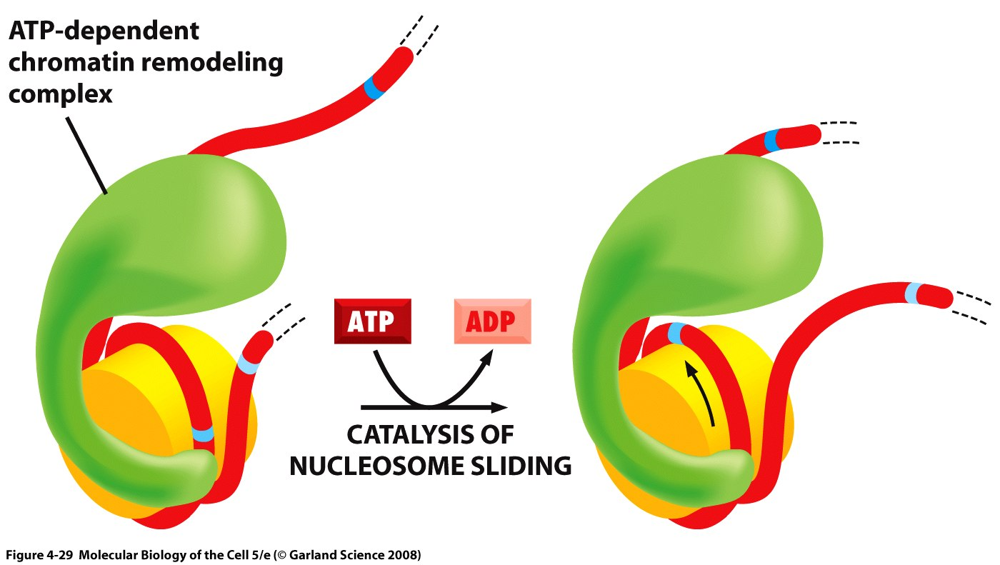 ATP-dependent
chromatin remodeling
complex
ATP
ADP
CATALYSIS OF
NUCLEOSOME SLIDING
Figure 4-29 Molecular Biology of the Cell 5/e (© Garland Science 2008)